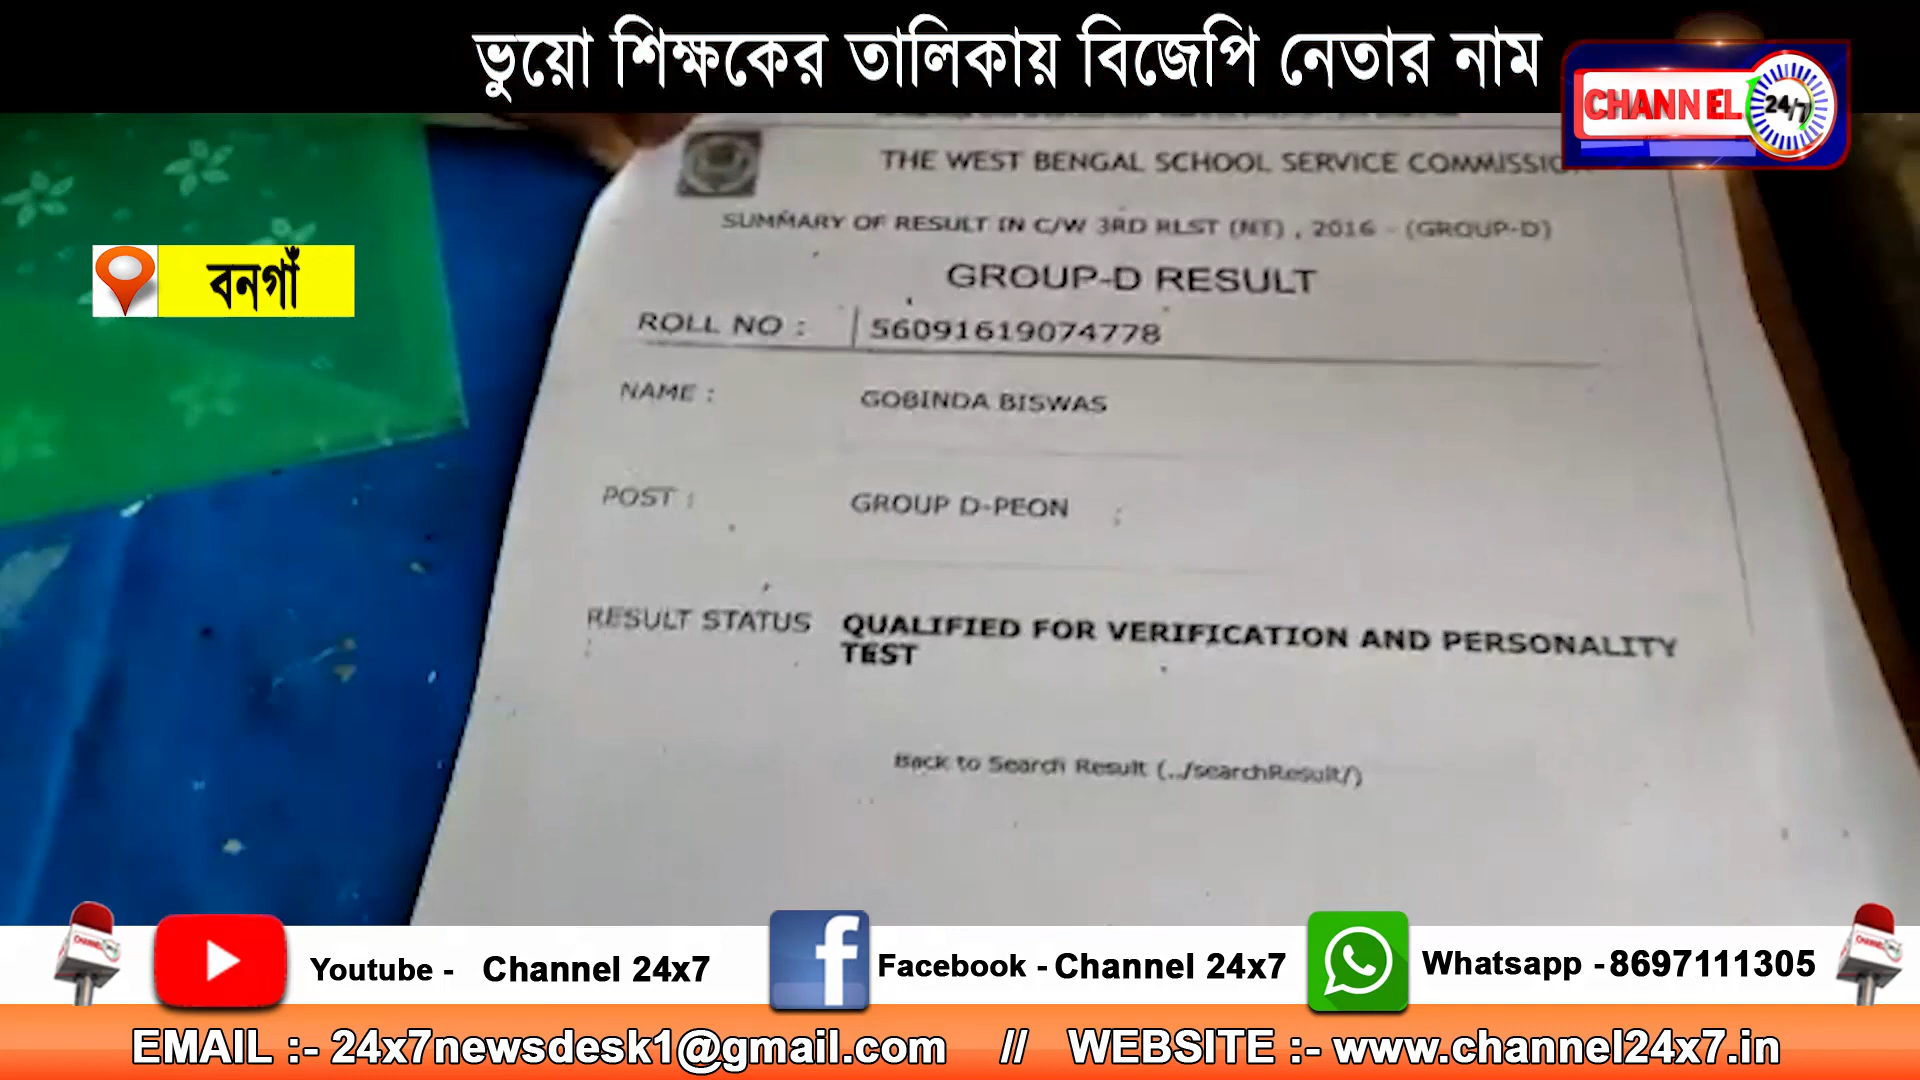 ভুয়ো শিক্ষকের তালিকায় বিজেপি নেতার নাম
CHANNEL 24/7
THE WEST BENGAL SCHOOL SERVICE COMMISSIO
SUMMARY OF RESULT IN C/W 3RD RLST (NT) , 2016 - (GROUP-D)
বনগাঁ
GROUP-D RESULT
ROLL NO : 56091619074778
NAME : GOBINDA BISWAS
POST : GROUP D-PEON
RESULT STATUS QUALIFIED FOR VERIFICATION AND PERSONALITY
TEST
Back to Search Result (../searchResult/)
Youtube - Channel 24x7
Facebook - Channel 24x7
Whatsapp - 8697111305
EMAIL :- 24x7newsdesk1@gmail.com // WEBSITE :- www.channel24x7.in